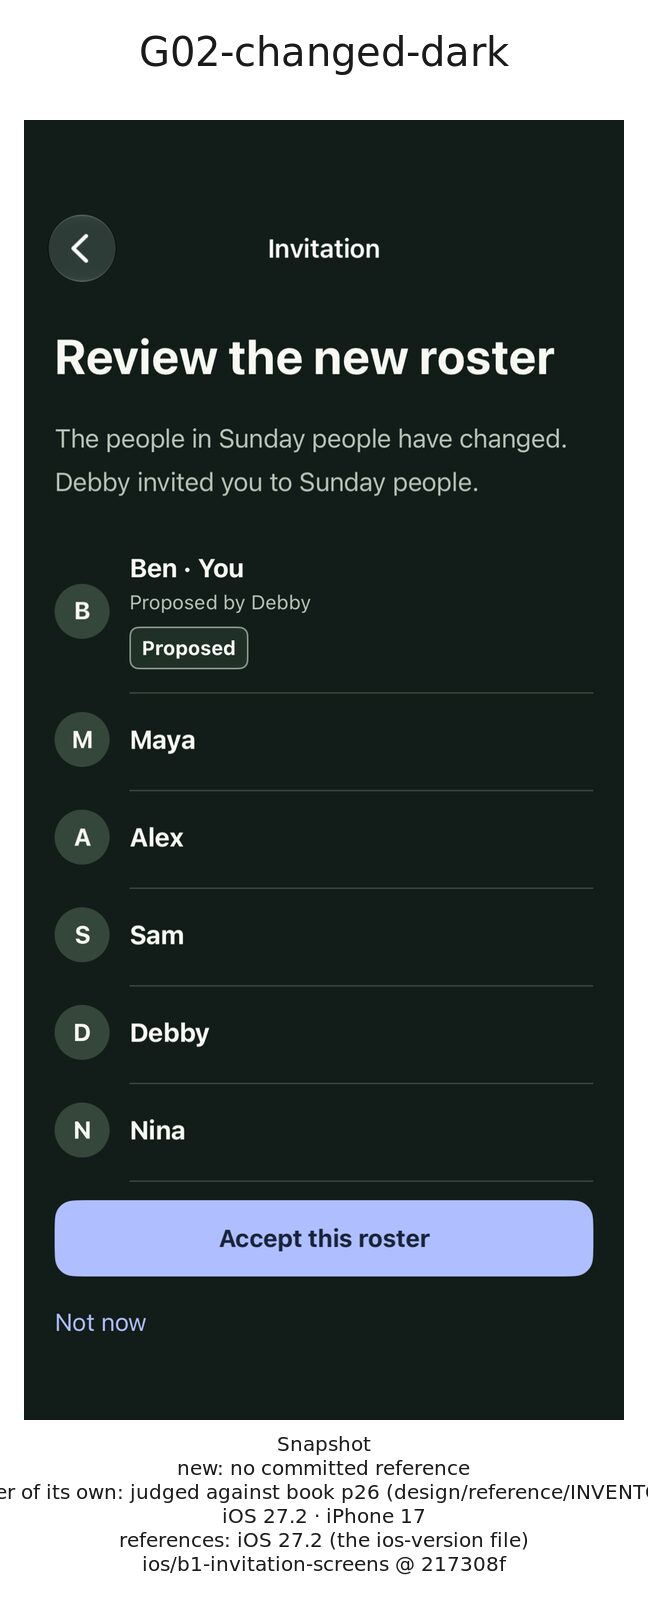 G02-changed-dark
Invitation
Review the new roster
The people in Sunday people have changed.
Debby invited you to Sunday people.
B
Ben · You
Proposed by Debby
Proposed
M
Maya
A
Alex
S
Sam
D
Debby
N
Nina
Accept this roster
Not now
Snapshot
new: no committed reference
of its own: judged against book p26
iOS 27.2 · iPhone 17
references: iOS 27.2 (the ios-version file)
ios/b1-invitation-screens @ 217308f